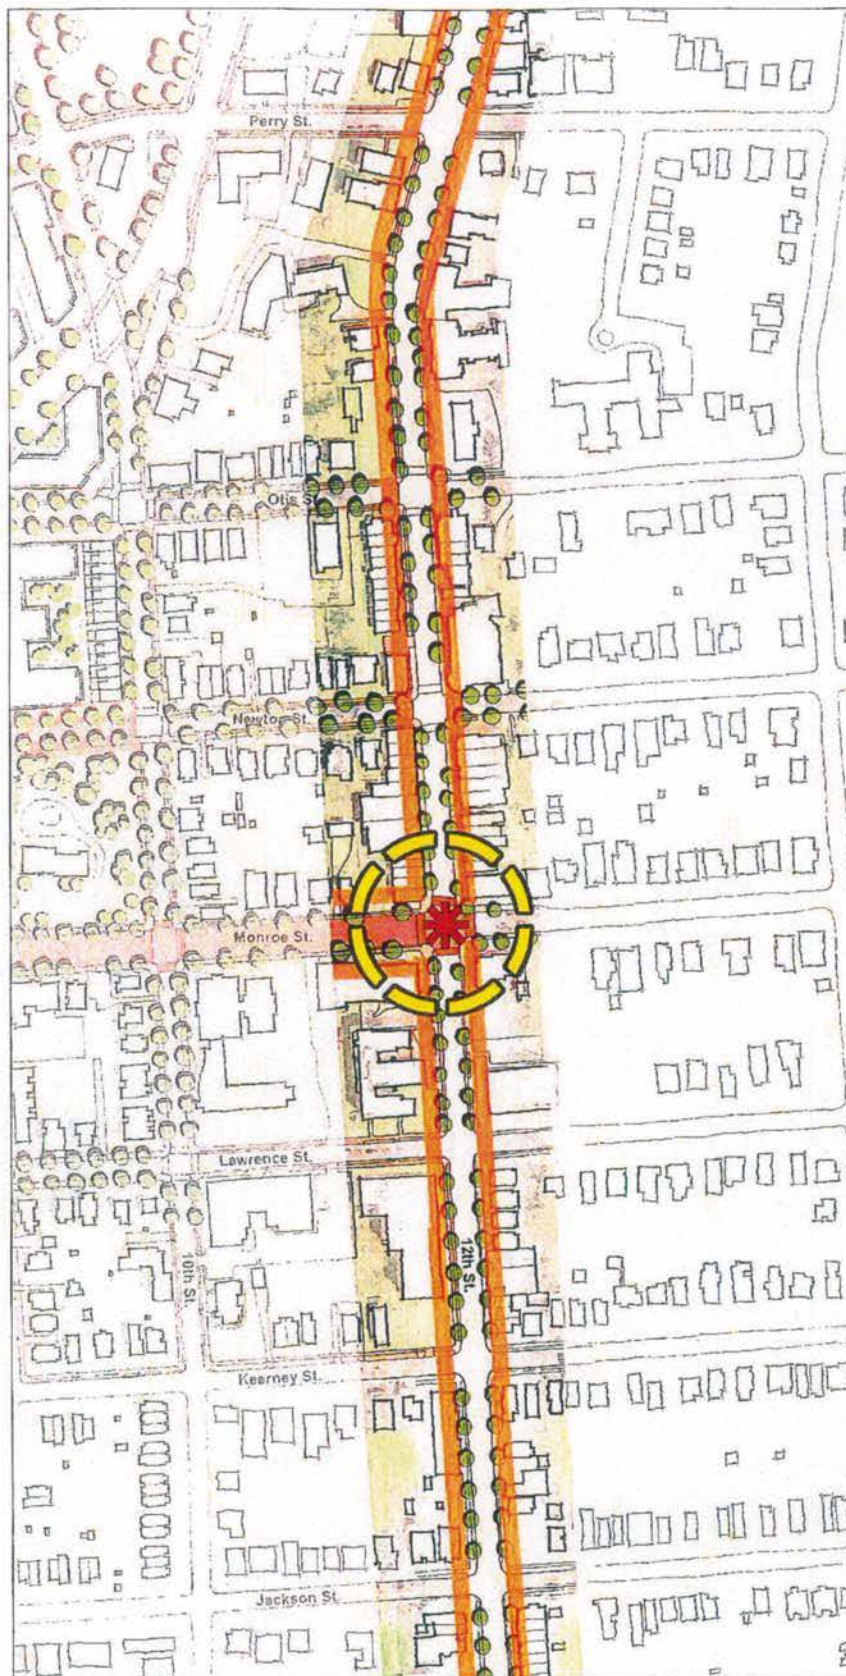 Perry St.
Otis St.
Newton St.
Monroe St.
Lawrence St.
12th St.
10th St.
Kearney St.
Jackson St.